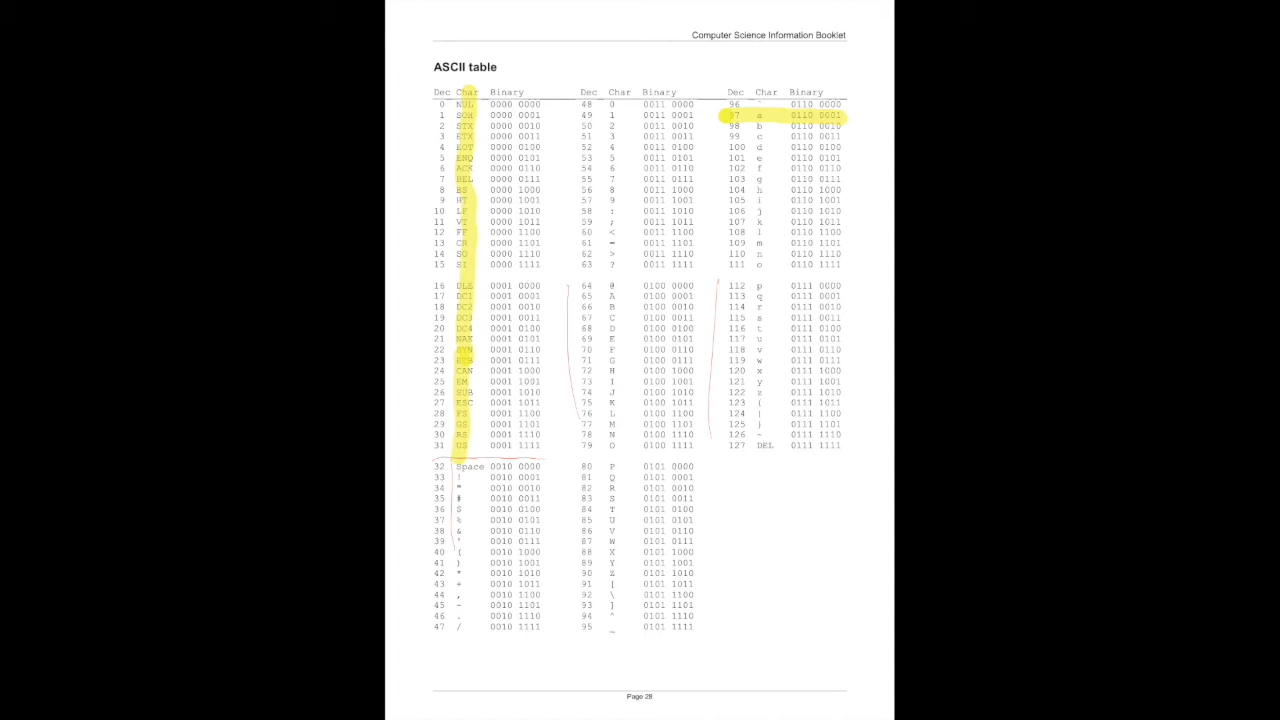 Computer Science Information Booklet
ASCII table
Dec Char Binary Dec Char Binary Dec Char Binary
0 NUL 0000 0000 48 0 0011 0000 96 ` 0110 0000
1 SOH 0000 0001 49 1 0011 0001 97 a 0110 0001
2 STX 0000 0010 50 2 0011 0010 98 b 0110 0010
3 ETX 0000 0011 51 3 0011 0011 99 c 0110 0011
4 EOT 0000 0100 52 4 0011 0100 100 d 0110 0100
5 ENQ 0000 0101 53 5 0011 0101 101 e 0110 0101
6 ACK 0000 0110 54 6 0011 0110 102 f 0110 0110
7 BEL 0000 0111 55 7 0011 0111 103 g 0110 0111
8 BS 0000 1000 56 8 0011 1000 104 h 0110 1000
9 HT 0000 1001 57 9 0011 1001 105 i 0110 1001
10 LF 0000 1010 58 : 0011 1010 106 j 0110 1010
11 VT 0000 1011 59 ; 0011 1011 107 k 0110 1011
12 FF 0000 1100 60 < 0011 1100 108 l 0110 1100
13 CR 0000 1101 61 = 0011 1101 109 m 0110 1101
14 SO 0000 1110 62 > 0011 1110 110 n 0110 1110
15 SI 0000 1111 63 ? 0011 1111 111 o 0110 1111
16 DLE 0001 0000 64 @ 0100 0000 112 p 0111 0000
17 DC1 0001 0001 65 A 0100 0001 113 q 0111 0001
18 DC2 0001 0010 66 B 0100 0010 114 r 0111 0010
19 DC3 0001 0011 67 C 0100 0011 115 s 0111 0011
20 DC4 0001 0100 68 D 0100 0100 116 t 0111 0100
21 NAK 0001 0101 69 E 0100 0101 117 u 0111 0101
22 SYN 0001 0110 70 F 0100 0110 118 v 0111 0110
23 ETB 0001 0111 71 G 0100 0111 119 w 0111 0111
24 CAN 0001 1000 72 H 0100 1000 120 x 0111 1000
25 EM 0001 1001 73 I 0100 1001 121 y 0111 1001
26 SUB 0001 1010 74 J 0100 1010 122 z 0111 1010
27 ESC 0001 1011 75 K 0100 1011 123 { 0111 1011
28 FS 0001 1100 76 L 0100 1100 124 | 0111 1100
29 GS 0001 1101 77 M 0100 1101 125 } 0111 1101
30 RS 0001 1110 78 N 0100 1110 126 ~ 0111 1110
31 US 0001 1111 79 O 0100 1111 127 DEL 0111 1111
32 Space 0010 0000 80 P 0101 0000
33 ! 0010 0001 81 Q 0101 0001
34 " 0010 0010 82 R 0101 0010
35 # 0010 0011 83 S 0101 0011
36 $ 0010 0100 84 T 0101 0100
37 % 0010 0101 85 U 0101 0101
38 & 0010 0110 86 V 0101 0110
39 ' 0010 0111 87 W 0101 0111
40 ( 0010 1000 88 X 0101 1000
41 ) 0010 1001 89 Y 0101 1001
42 * 0010 1010 90 Z 0101 1010
43 + 0010 1011 91 [ 0101 1011
44 , 0010 1100 92 \ 0101 1100
45 - 0010 1101 93 ] 0101 1101
46 . 0010 1110 94 ^ 0101 1110
47 / 0010 1111 95 _ 0101 1111
Page 28